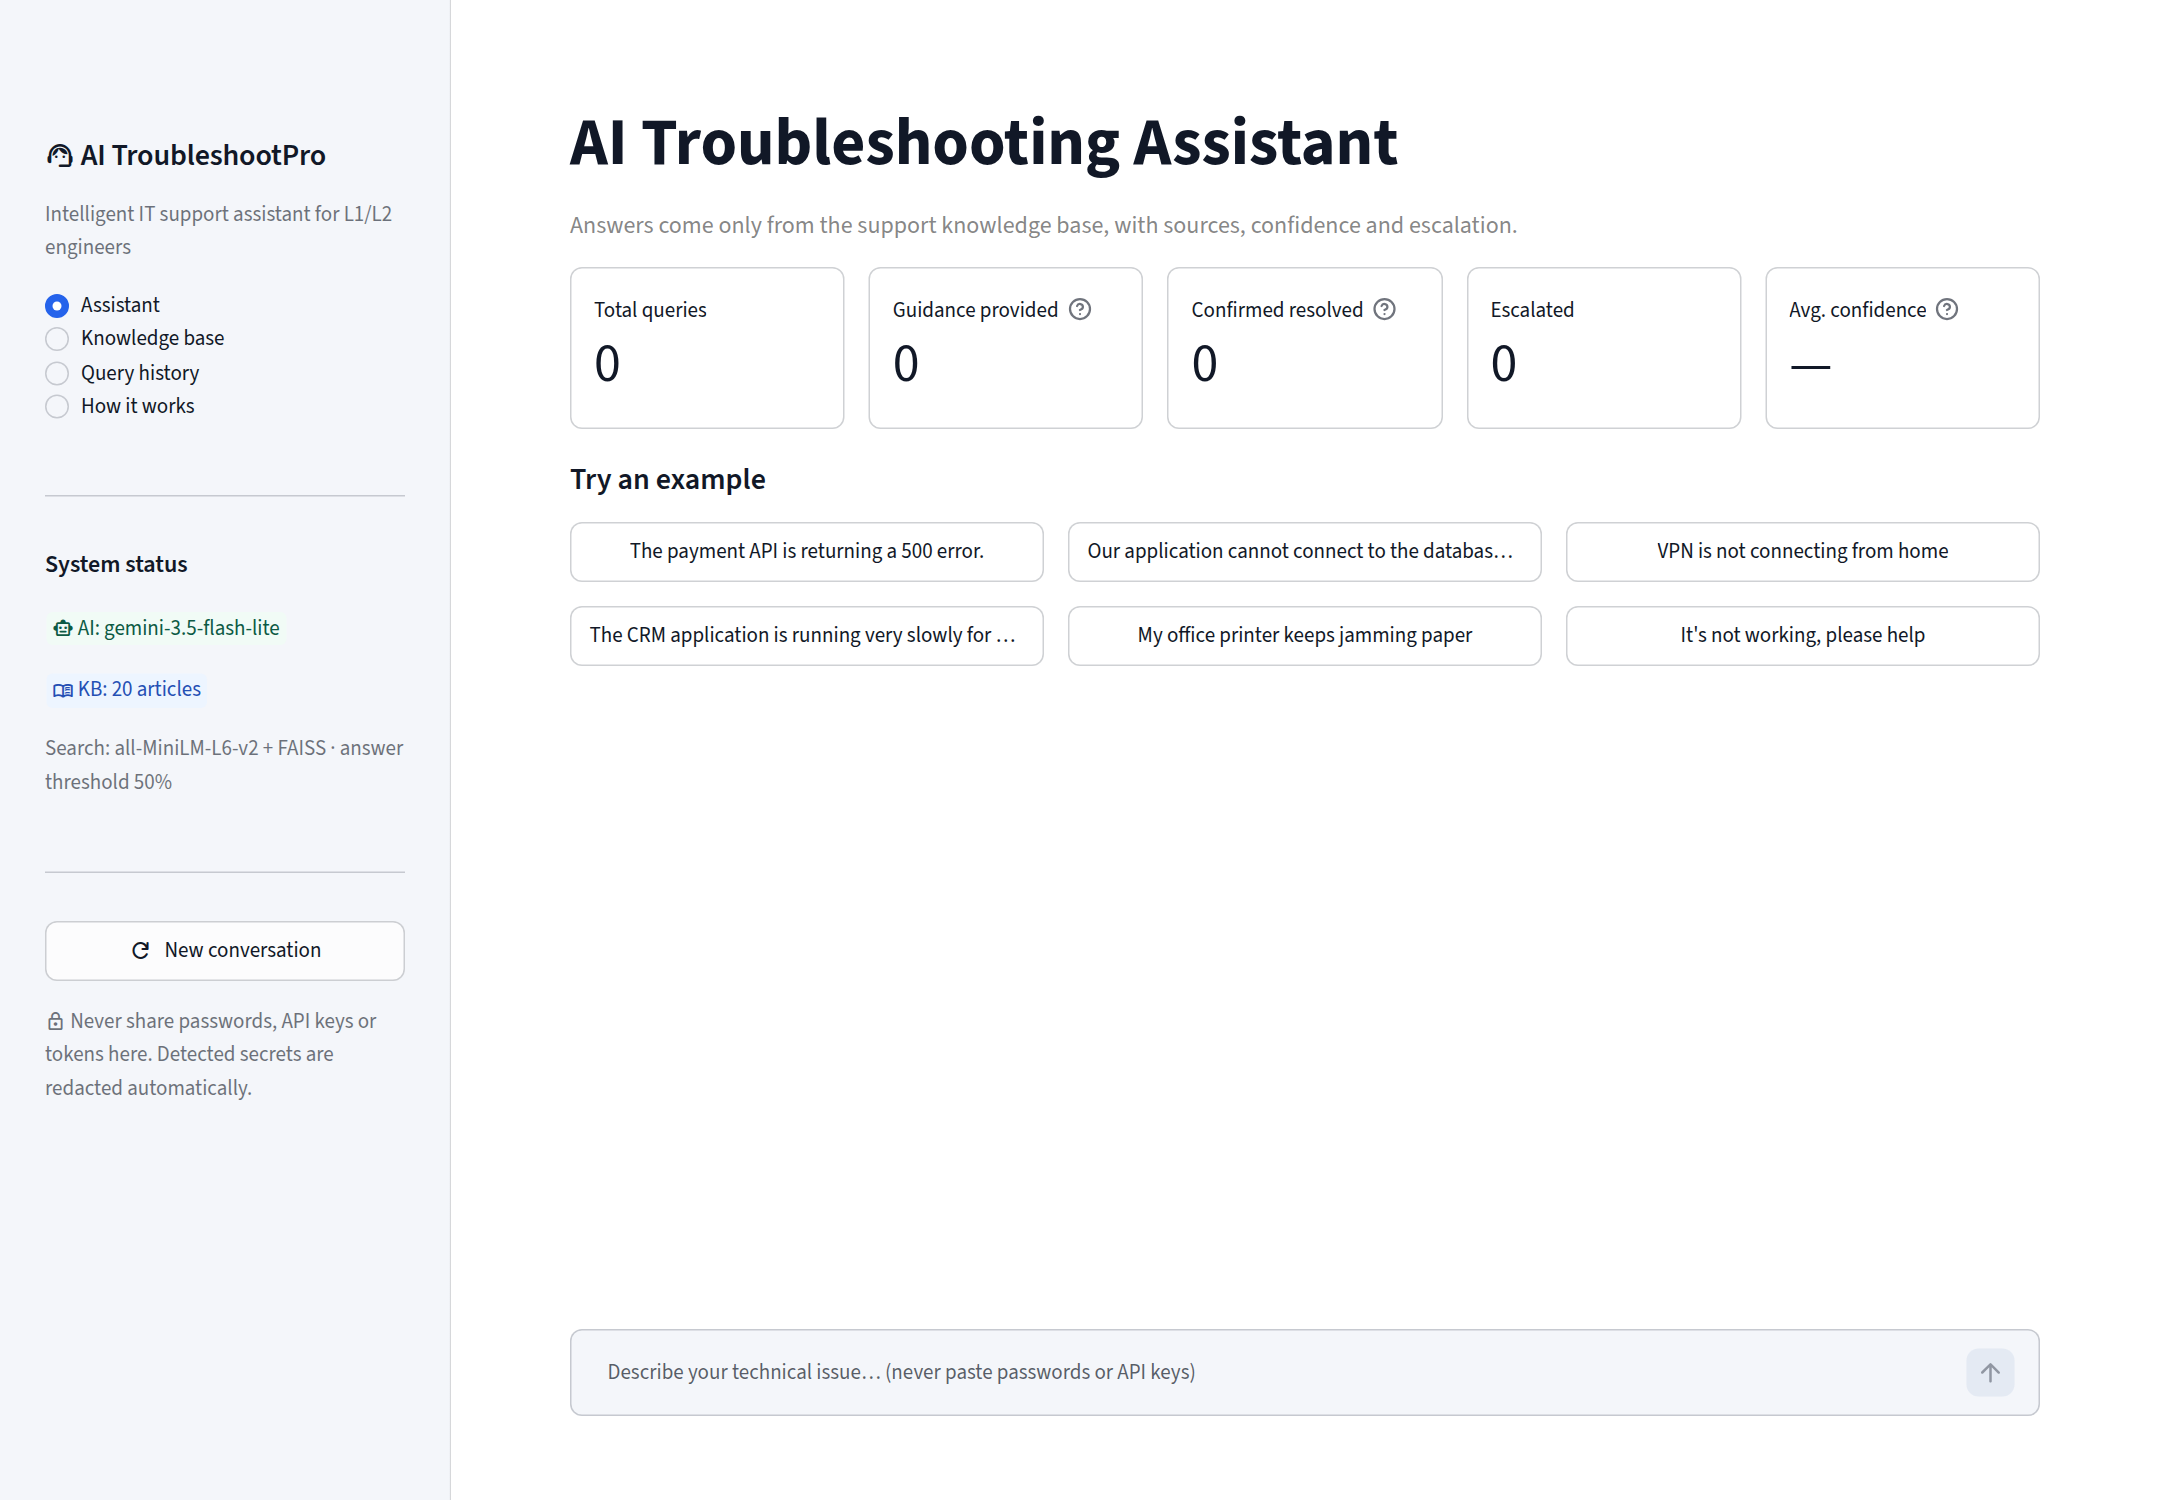 AI TroubleshootPro
Intelligent IT support assistant for L1/L2
engineers
Assistant
Knowledge base
Query history
How it works
System status
AI: gemini-3.5-flash-lite
KB: 20 articles
Search: all-MiniLM-L6-v2 + FAISS · answer
threshold 50%
New conversation
Never share passwords, API keys or
tokens here. Detected secrets are
redacted automatically.
AI Troubleshooting Assistant
Answers come only from the support knowledge base, with sources, confidence and escalation.
Total queries
0
Guidance provided
0
Confirmed resolved
0
Escalated
0
Avg. confidence
—
Try an example
The payment API is returning a 500 error.
Our application cannot connect to the databas…
VPN is not connecting from home
The CRM application is running very slowly for …
My office printer keeps jamming paper
It's not working, please help
Describe your technical issue… (never paste passwords or API keys)